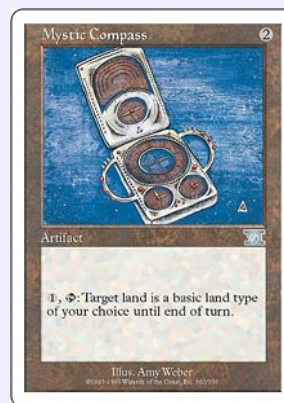 Mystic Compass 2
Artifact
1, : Target land is a basic land type
of your choice until end of turn.
Illus. Amy Weber